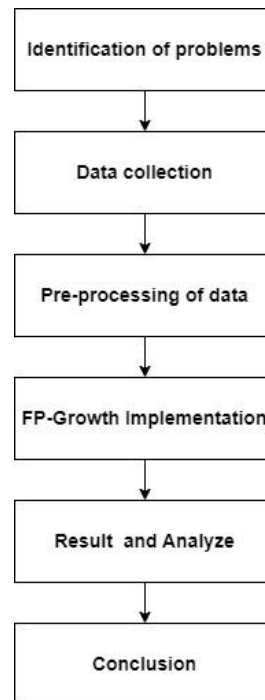 Identification of problems
Data collection
Pre-processing of data
FP-Growth Implementation
Result and Analyze
Conclusion